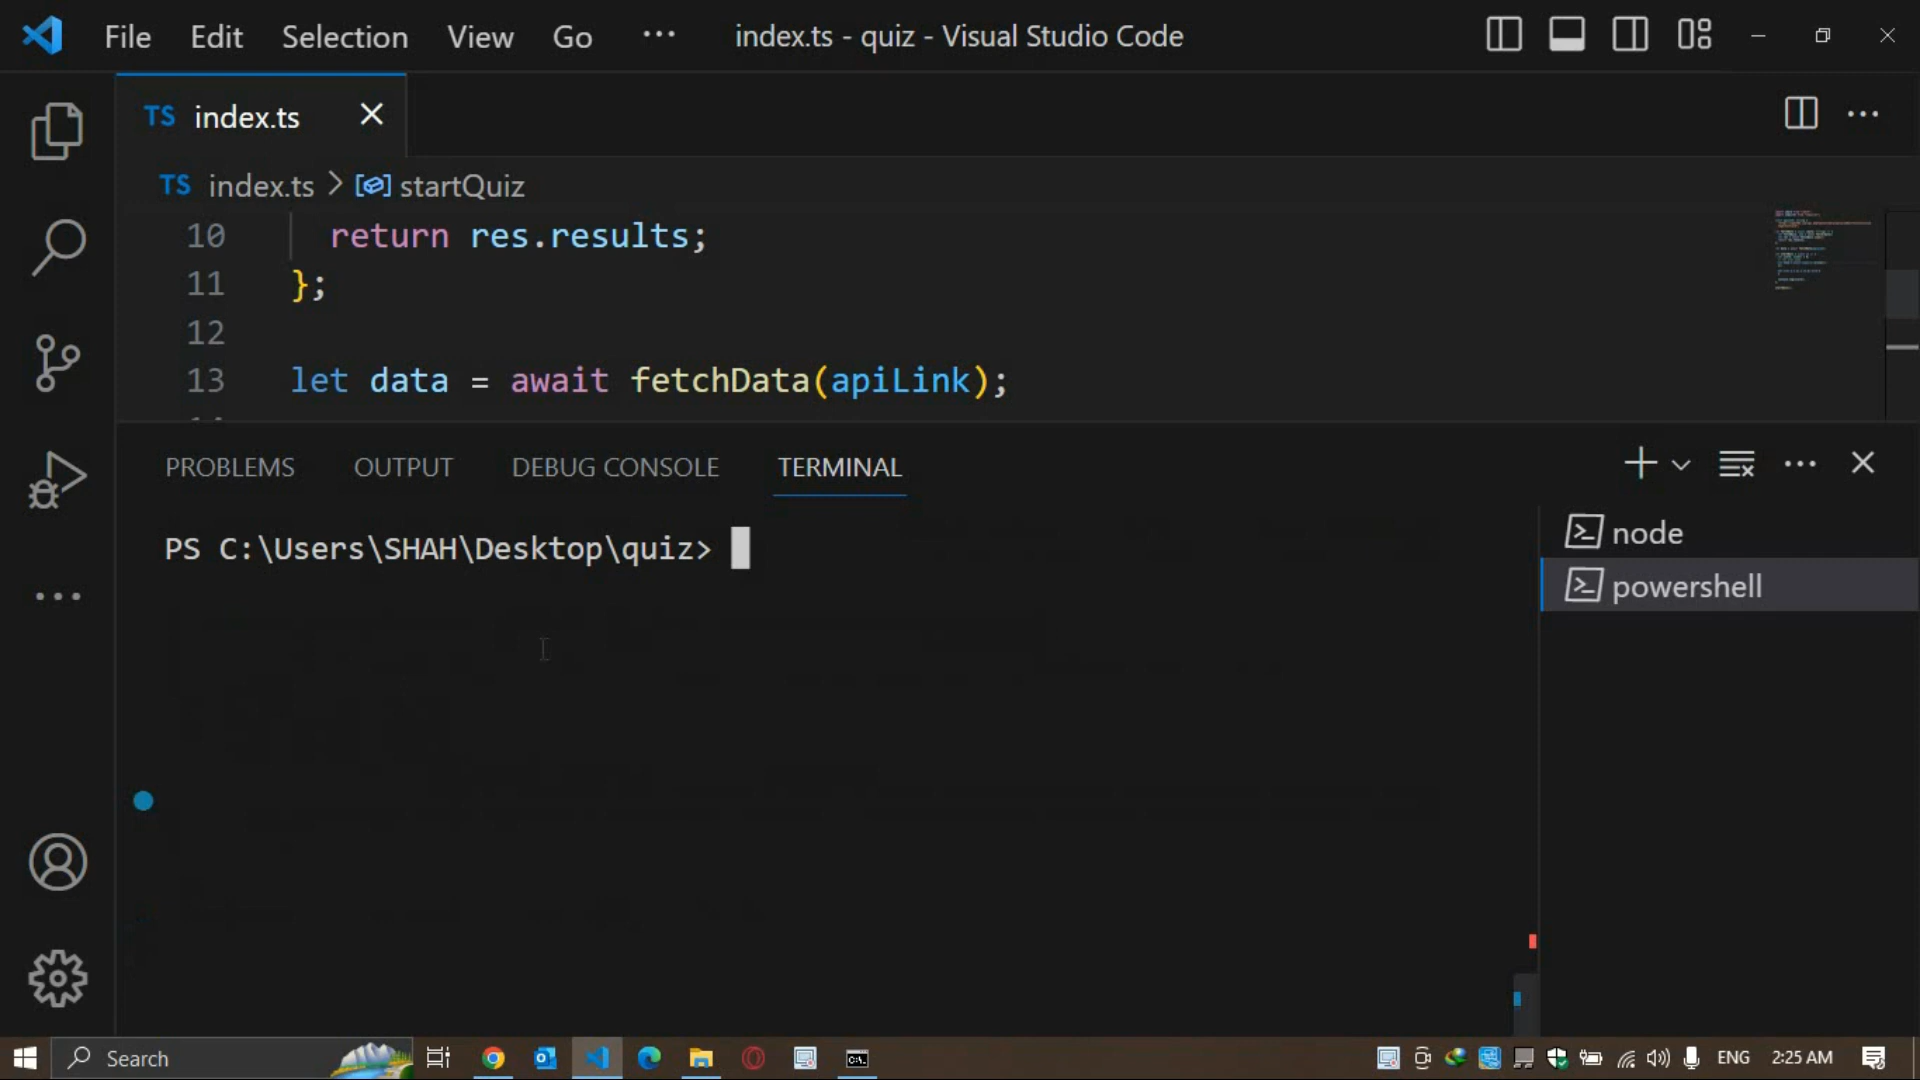 File Edit Selection View Go ··· index.ts - quiz - Visual Studio Code
TS index.ts
TS index.ts > startQuiz
10 return res.results;
11 };
12
13 let data = await fetchData(apiLink);
PROBLEMS OUTPUT DEBUG CONSOLE TERMINAL
PS C:\Users\SHAH\Desktop\quiz>
node
powershell
Search ENG 2:25 AM